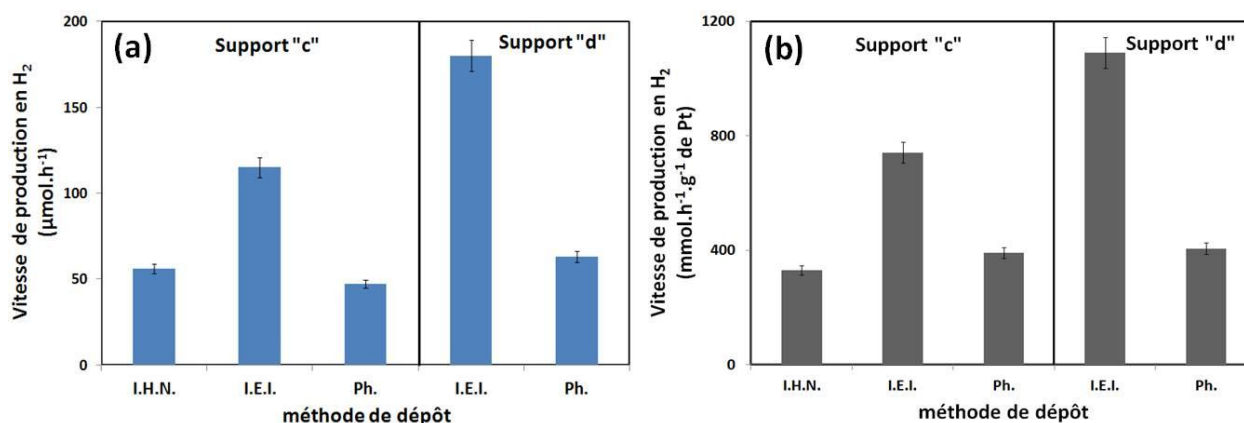 (a)
Support "c"
Support "d"
Vitesse de production en H₂
(µmol.h⁻¹)
200
150
100
50
0
I.H.N. I.E.I. Ph. I.E.I. Ph.
méthode de dépôt
(b)
Support "c"
Support "d"
Vitesse de production en H₂
(mmol.h⁻¹.g⁻¹ de Pt)
1200
800
400
0
I.H.N. I.E.I. Ph. I.E.I. Ph.
méthode de dépôt